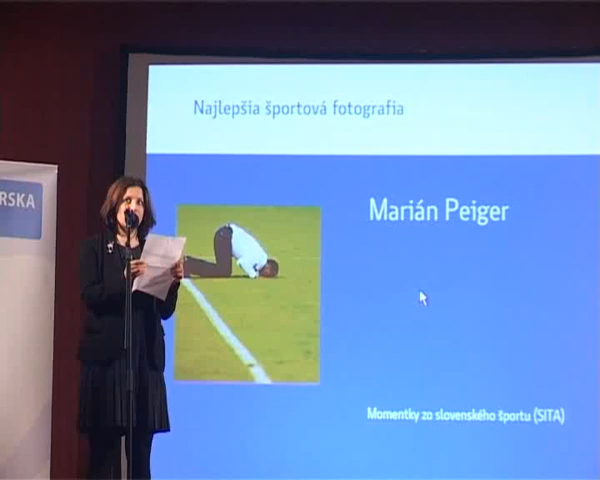 Najlepšia športová fotografia
RSKA
Marián Peiger
Momentky zo slovenského športu (SITA)